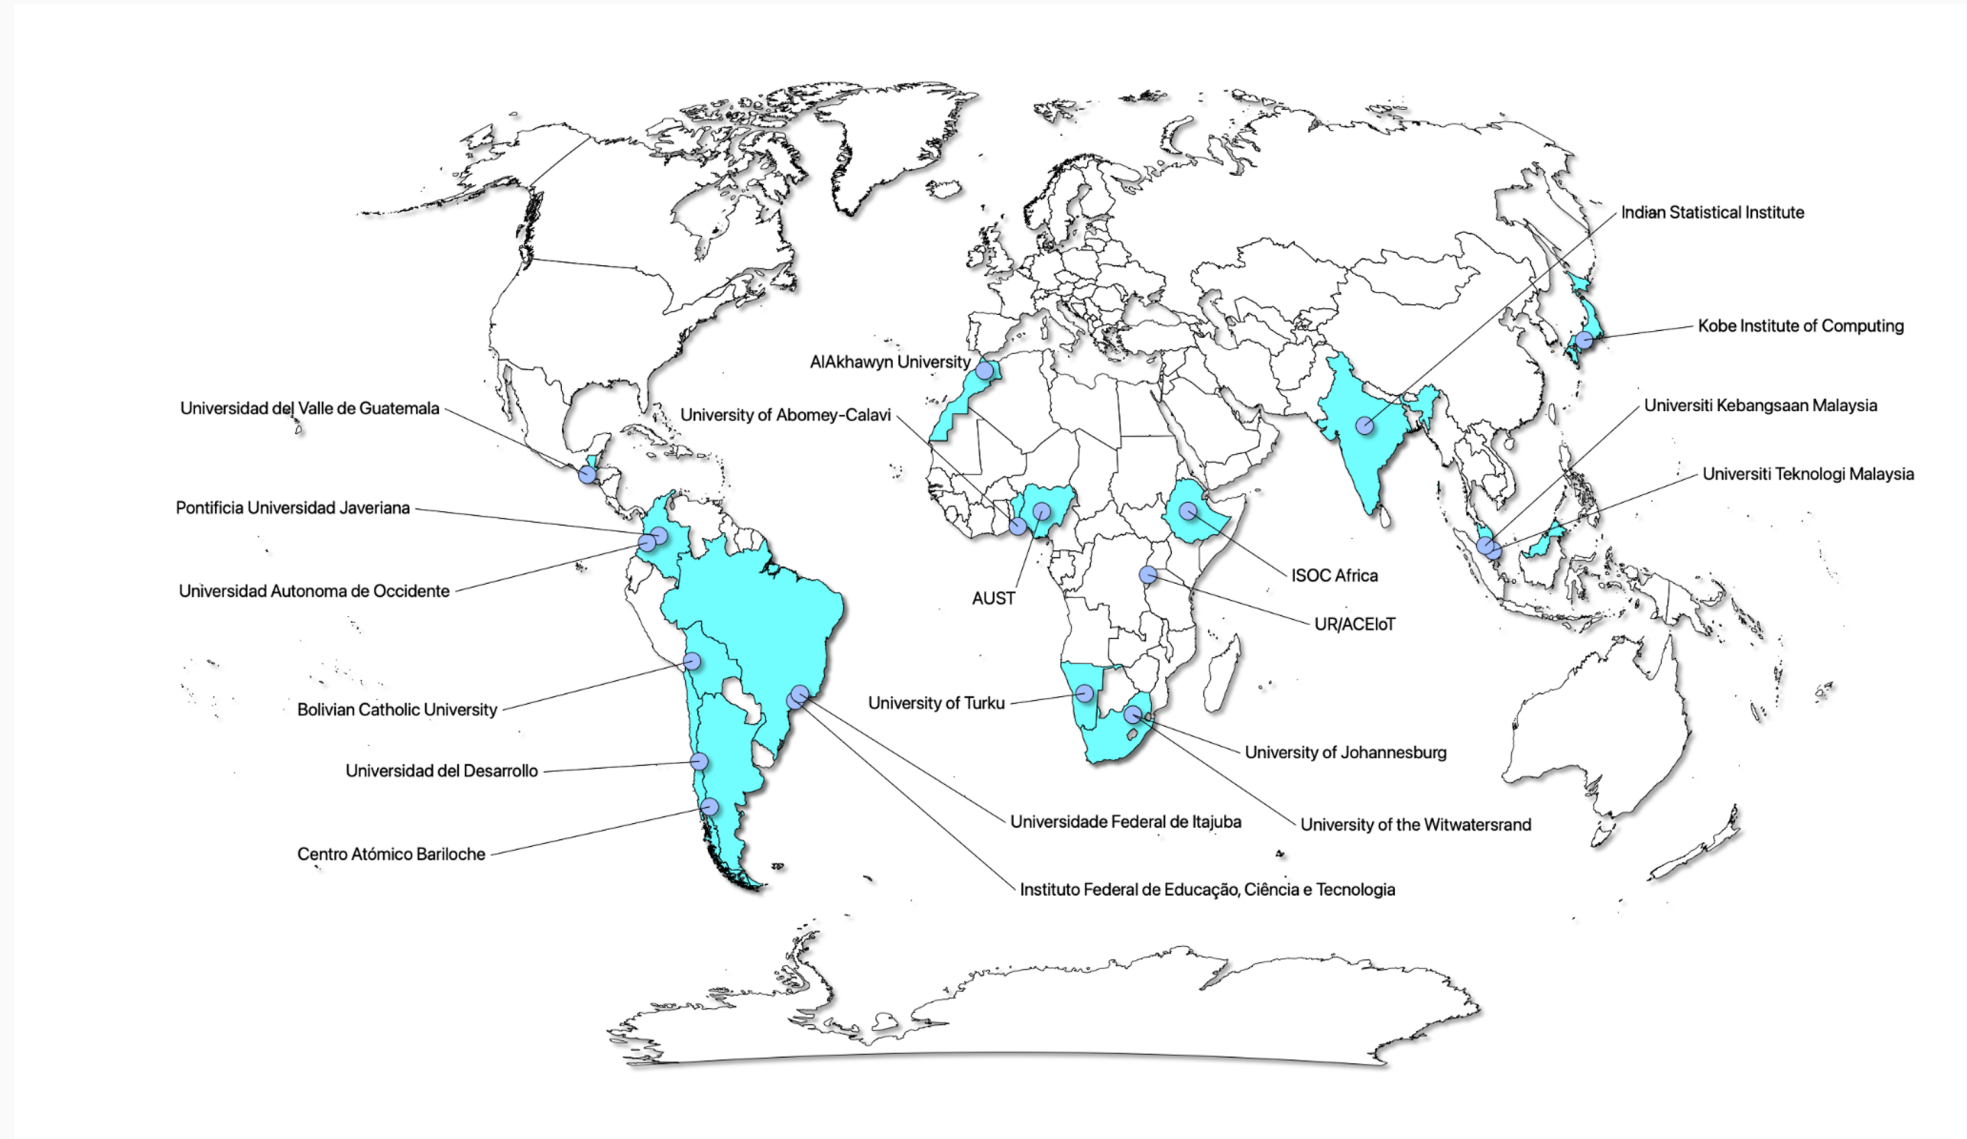 Indian Statistical Institute
Kobe Institute of Computing
AlAkhawyn University
Universiti Kebangsaan Malaysia
Universidad del Valle de Guatemala
University of Abomey-Calavi
Universiti Teknologi Malaysia
Pontificia Universidad Javeriana
ISOC Africa
Universidad Autonoma de Occidente
AUST
UR/ACEIoT
University of Turku
Bolivian Catholic University
University of Johannesburg
Universidad del Desarrollo
Universidade Federal de Itajuba
University of the Witwatersrand
Centro Atómico Bariloche
Instituto Federal de Educação, Ciência e Tecnologia